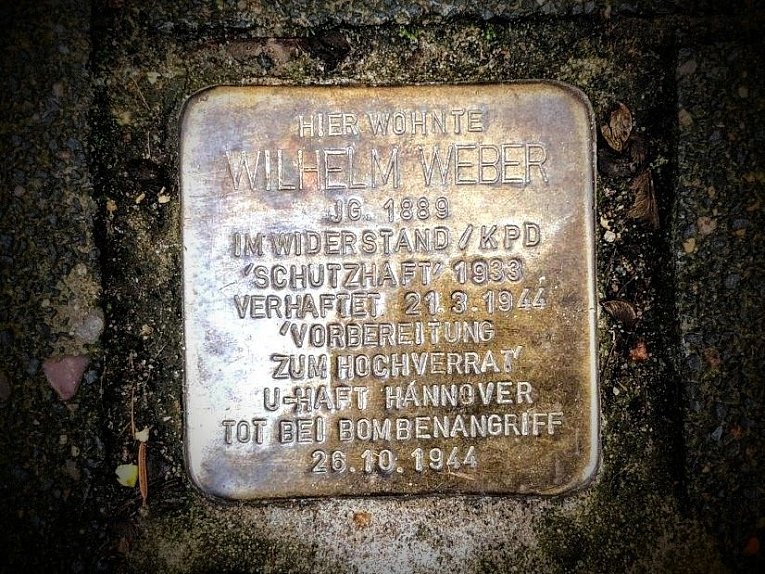 HIER WOHNTE
WILHELM WEBER
JG. 1889
IM WIDERSTAND / KPD
'SCHUTZHAFT' 1933
VERHAFTET 21.3.1944
'VORBEREITUNG
ZUM HOCHVERRAT'
U-HAFT HANNOVER
TOT BEI BOMBENANGRIFF
26.10.1944